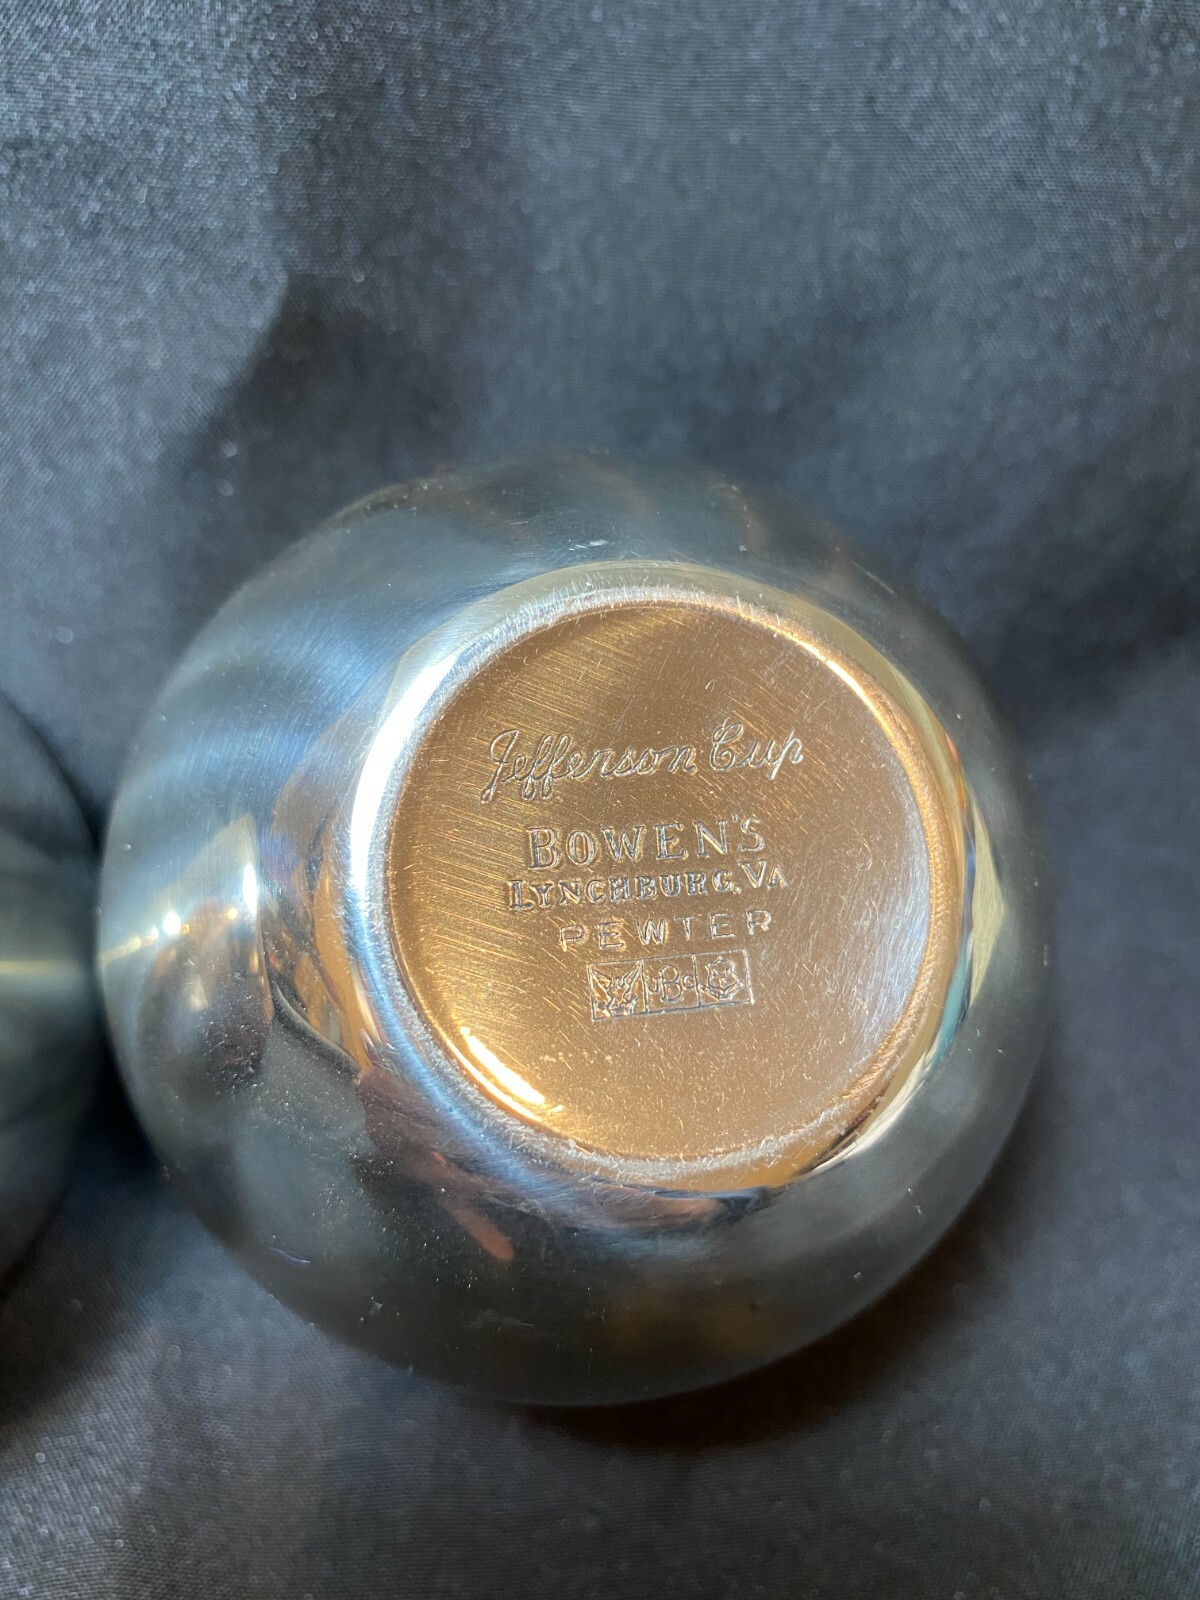 Jefferson Cup
BOWEN'S
LYNCHBURG, VA
PEWTER